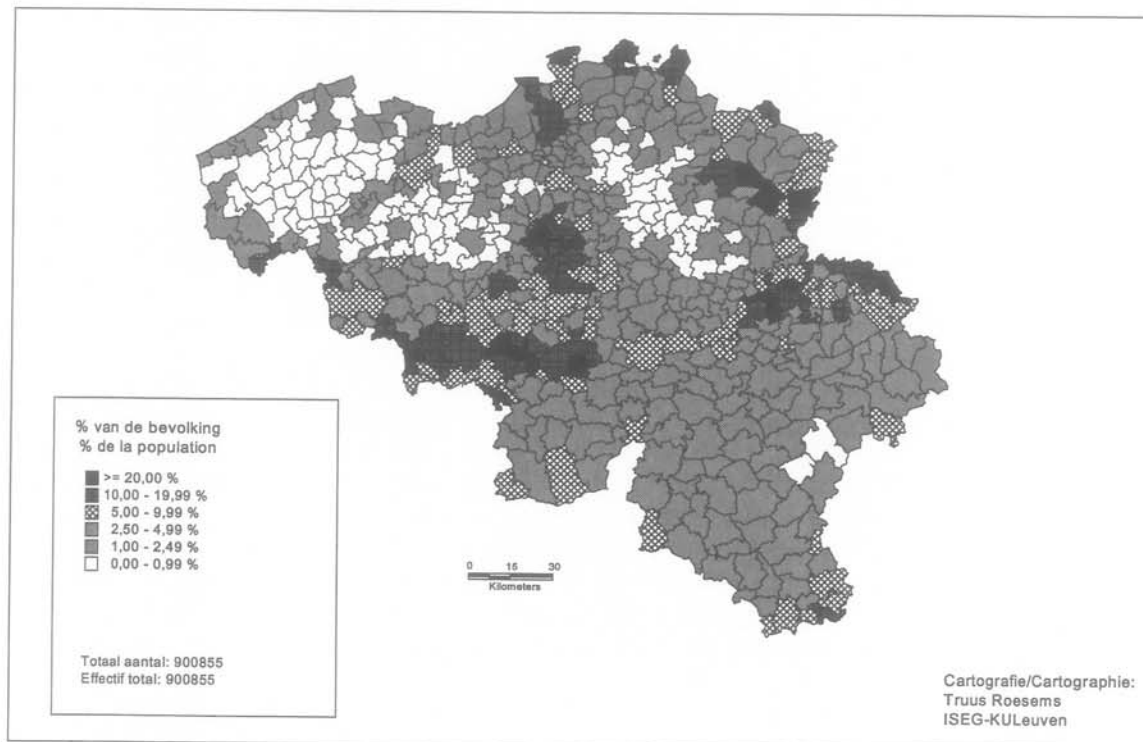 % van de bevolking
% de la population
>= 20,00 %
10,00 - 19,99 %
5,00 - 9,99 %
2,50 - 4,99 %
1,00 - 2,49 %
0,00 - 0,99 %
0 15 30
Kilometers
Totaal aantal: 900855
Effectif total: 900855
Cartografie/Cartographie:
Truus Roesems
ISEG-KULeuven